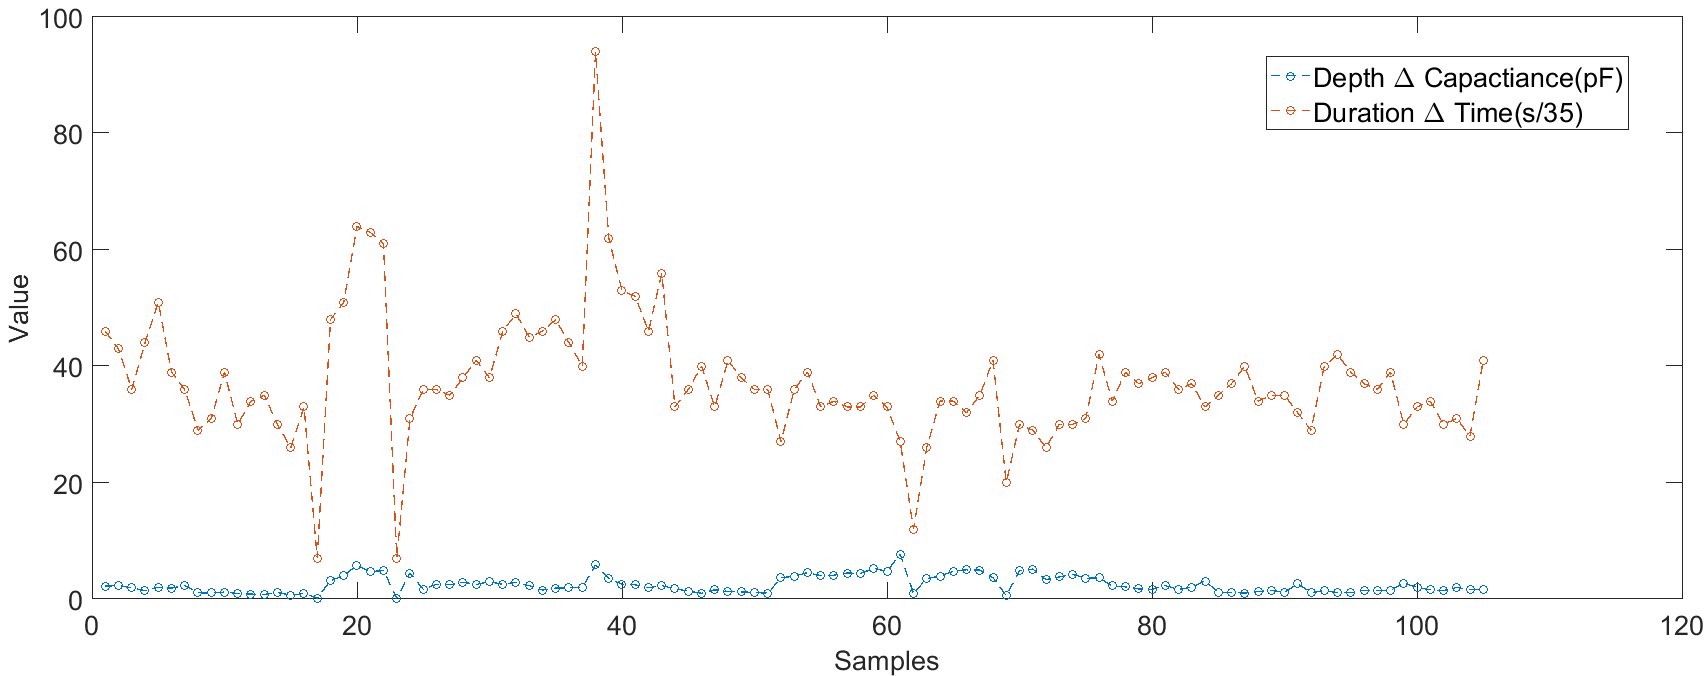 100
80
60
40
20
0
Value
0 20 40 60 80 100 120
Samples
Depth Δ Capactiance(pF)
Duration Δ Time(s/35)